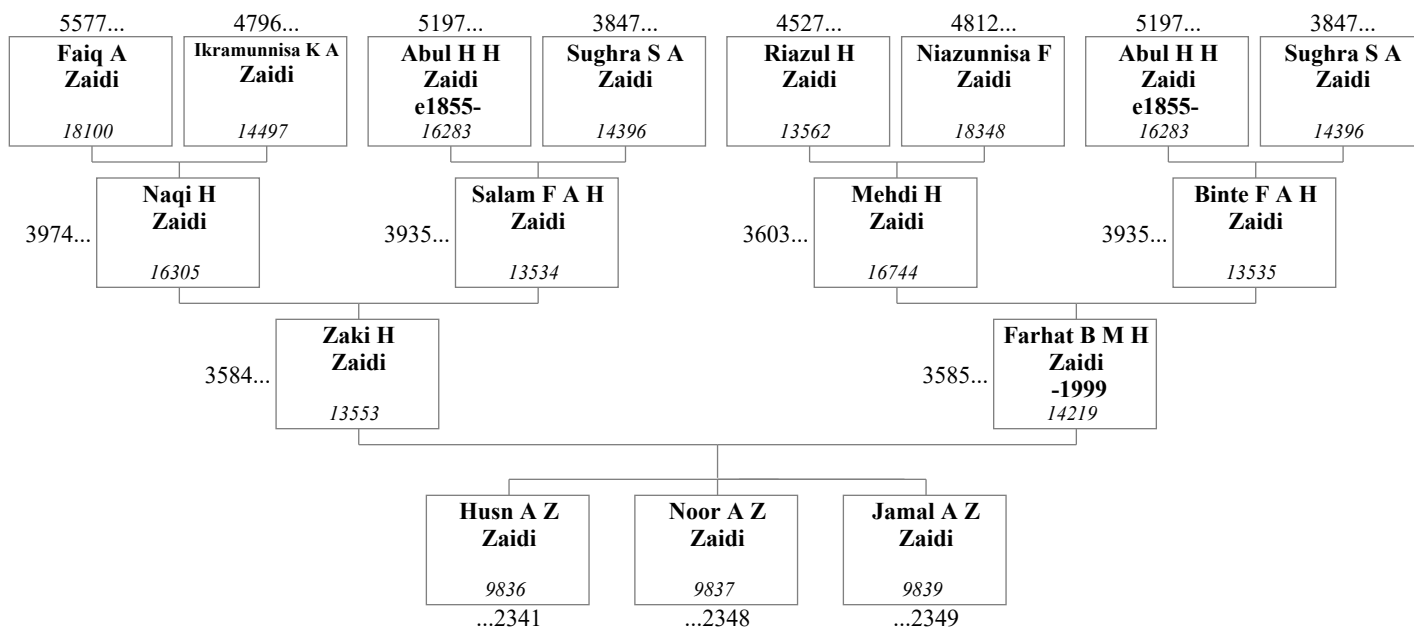 5577... 4796... 5197... 3847... 4527... 4812... 5197... 3847...
Faiq A
Zaidi
18100
Ikramunnisa K A
Zaidi
14497
Abul H H
Zaidi
e1855-
16283
Sughra S A
Zaidi
14396
Riazul H
Zaidi
13562
Niazunnisa F
Zaidi
18348
Abul H H
Zaidi
e1855-
16283
Sughra S A
Zaidi
14396
3974...
Naqi H
Zaidi
16305
3935...
Salam F A H
Zaidi
13534
3603...
Mehdi H
Zaidi
16744
3935...
Binte F A H
Zaidi
13535
3584...
Zaki H
Zaidi
13553
3585...
Farhat B M H
Zaidi
-1999
14219
Husn A Z
Zaidi
9836
...2341
Noor A Z
Zaidi
9837
...2348
Jamal A Z
Zaidi
9839
...2349